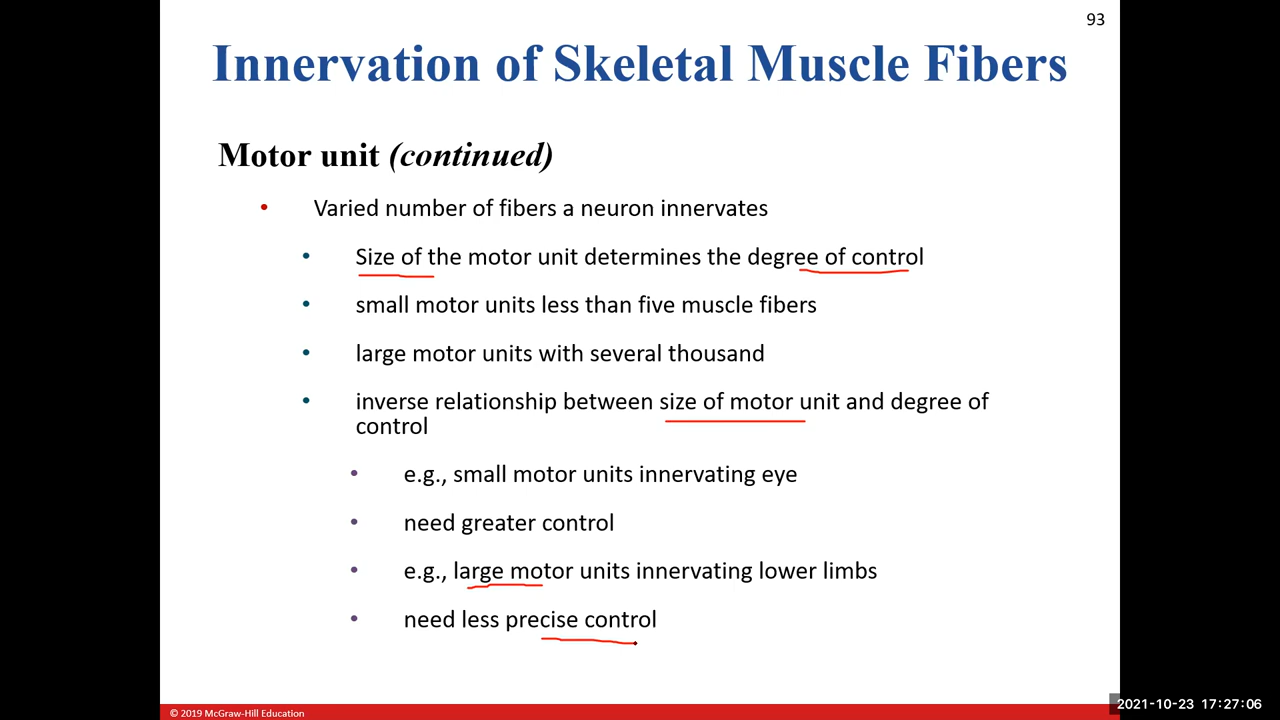 93
Innervation of Skeletal Muscle Fibers
Motor unit (continued)
• Varied number of fibers a neuron innervates
• Size of the motor unit determines the degree of control
• small motor units less than five muscle fibers
• large motor units with several thousand
• inverse relationship between size of motor unit and degree of
control
• e.g., small motor units innervating eye
• need greater control
• e.g., large motor units innervating lower limbs
• need less precise control
© 2019 McGraw-Hill Education
2021-10-23 17:27:06